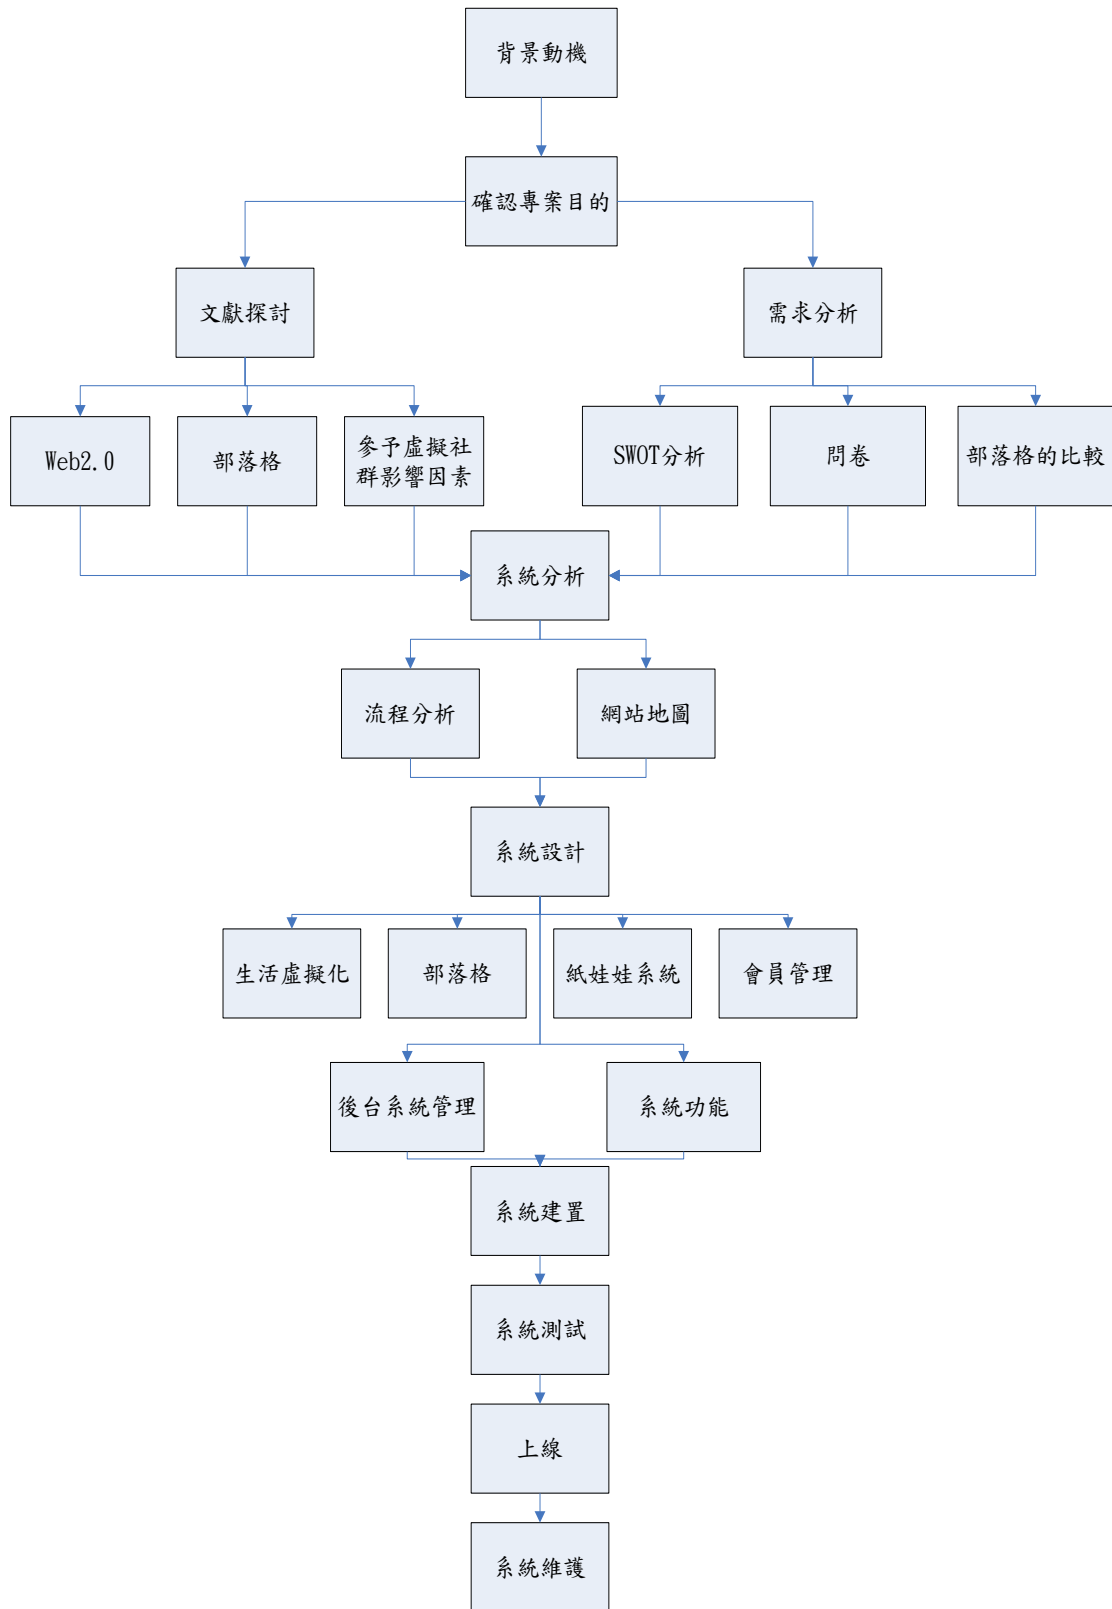 背景動機
確認專案目的
文獻探討
需求分析
Web2.0
部落格
參予虛擬社
群影響因素
SWOT分析
問卷
部落格的比較
系統分析
流程分析
網站地圖
系統設計
生活虛擬化
部落格
紙娃娃系統
會員管理
後台系統管理
系統功能
系統建置
系統測試
上線
系統維護